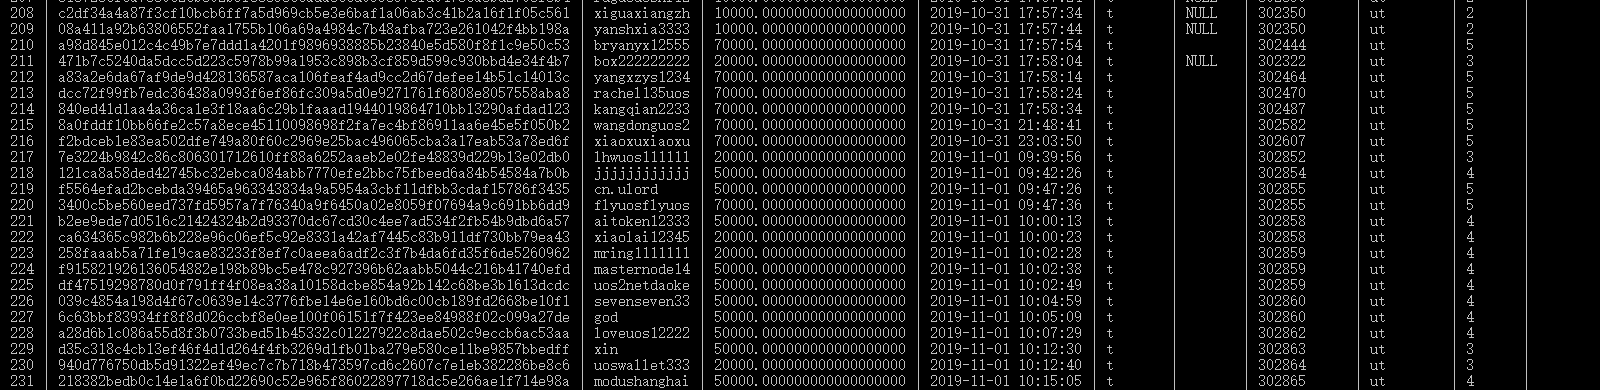 208 c2df34a4a87f3cf10bcb6ff7a5d969cb5e3e6baf1a06ab3c41b2a16f1f05c561 xiguaxiangzh 10000.000000000000000000 2019-10-31 17:57:34 t NULL 302350 ut 2
209 08a411a92b63806552faa1755b106a69a4984c7b48afba723e261042f4bb198a yanshxia3333 10000.000000000000000000 2019-10-31 17:57:44 t NULL 302350 ut 2
210 a98d845e012c4c49b7e7ddd1a4201f9896938885b23840e5d580f8f1c9e50c53 bryanyx12555 70000.000000000000000000 2019-10-31 17:57:54 t 302444 ut 5
211 471b7c5240da5dcc5d223c5978b99a1953c898b3cf859d599c930bbd4e34f4b7 box222222222 20000.000000000000000000 2019-10-31 17:58:04 t NULL 302322 ut 3
212 a83a2e6da67af9de9d428136587aca106feaf4ad9cc2d67defee14b51c14013c yangxzys1234 70000.000000000000000000 2019-10-31 17:58:14 t 302464 ut 5
213 dcc72f99fb7edc36438a0993f6ef86fc309a5d0e9271761f6808e8057558aba8 rachel135uos 70000.000000000000000000 2019-10-31 17:58:24 t 302470 ut 5
214 840ed41d1aa4a36ca1e3f18aa6c29b1faaad1944019864710bb13290afdad123 kangqian2233 70000.000000000000000000 2019-10-31 17:58:34 t 302487 ut 5
215 8a0fddf10bb66fe2c57a8ece45110098698f2fa7ec4bf86911aa6e45e5f050b2 wangdonguos2 70000.000000000000000000 2019-10-31 21:48:41 t 302582 ut 5
216 f2bdceb1e83ea502dfe749a80f60c2969e25bac496065cba3a17eab53a78ed6f xiaoxuxiaoxu 70000.000000000000000000 2019-10-31 23:03:50 t 302607 ut 5
217 7e3224b9842c86c806301712610ff88a6252aaeb2e02fe48839d229b13e02db0 lhwuos111111 20000.000000000000000000 2019-11-01 09:39:56 t 302852 ut 3
218 121ca8a58ded42745bc32ebca084abb7770efe2bbc75fbeed6a84b54584a7b0b jjjjjjjjjjjj 50000.000000000000000000 2019-11-01 09:42:26 t 302854 ut 4
219 f5564efad2bcebda39465a963343834a9a5954a3cbf11dfbb3cdaf15786f3435 cn.ulord 50000.000000000000000000 2019-11-01 09:47:26 t 302855 ut 5
220 3400c5be560eed737fd5957a7f76340a9f6450a02e8059f07694a9c691bb6dd9 flyuosflyuos 70000.000000000000000000 2019-11-01 09:47:36 t 302855 ut 5
221 b2ee9ede7d0516c21424324b2d93370dc67cd30c4ee7ad534f2fb54b9dbd6a57 aitoken12333 50000.000000000000000000 2019-11-01 10:00:13 t 302858 ut 4
222 ca634365c982b6b228e96c06ef5c92e8331a42af7445c83b911df730bb79ea43 xiaolai12345 20000.000000000000000000 2019-11-01 10:00:23 t 302858 ut 4
223 258faaab5a71fe19cae83233f8ef7c0aeea6adf2c3f7b4da6fd35f6de5260962 mring1111111 20000.000000000000000000 2019-11-01 10:02:28 t 302859 ut 4
224 f915821926136054882e198b89bc5e478c927396b62aabb5044c216b41740efd masternode14 50000.000000000000000000 2019-11-01 10:02:38 t 302859 ut 4
225 df47519298780d0f791ff4f08ea38a10158dcbe854a92b142c68be3b1613dcdc uos2netdaoke 50000.000000000000000000 2019-11-01 10:02:49 t 302859 ut 4
226 039c4854a198d4f67c0639e14c3776fbe14e6e160bd6c00cb189fd2668be10f1 sevenseven33 50000.000000000000000000 2019-11-01 10:04:59 t 302860 ut 4
227 6c63bbf83934ff8f8d026ccbf8e0ee100f06151f7f423ee84988f02c099a27de god 50000.000000000000000000 2019-11-01 10:05:09 t 302860 ut 4
228 a28d6b1c086a55d8f3b0733bed51b45332c01227922c8dae502c9eccb6ac53aa loveuos12222 50000.000000000000000000 2019-11-01 10:07:29 t 302862 ut 4
229 d35c318c4cb13ef46f4d1d264f4fb3269d1fb01ba279e580ce11be9857bbedff xin 50000.000000000000000000 2019-11-01 10:12:30 t 302863 ut 3
230 940d776750db5d91322ef49ec7c7b718b473597cd6c2607c7e1eb382286be8c6 uoswallet333 20000.000000000000000000 2019-11-01 10:12:40 t 302864 ut 3
231 218382bedb0c14e1a6f0bd22690c52e965f86022897718dc5e266ae1f714e98a modushanghai 50000.000000000000000000 2019-11-01 10:15:05 t 302865 ut 4